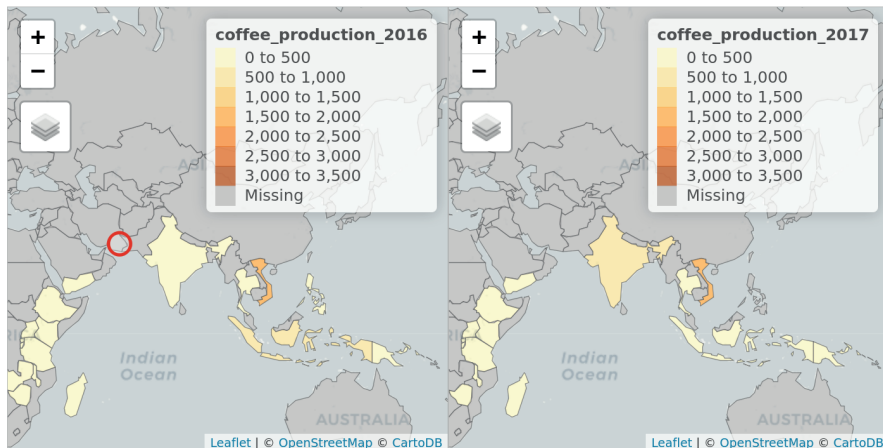 +
−
coffee_production_2016
0 to 500
500 to 1,000
1,000 to 1,500
1,500 to 2,000
2,000 to 2,500
2,500 to 3,000
3,000 to 3,500
Missing
Indian
Ocean
AUSTRALIA
Leaflet | © OpenStreetMap © CartoDB
+
−
coffee_production_2017
0 to 500
500 to 1,000
1,000 to 1,500
1,500 to 2,000
2,000 to 2,500
2,500 to 3,000
3,000 to 3,500
Missing
Indian
Ocean
AUSTRALIA
Leaflet | © OpenStreetMap © CartoDB